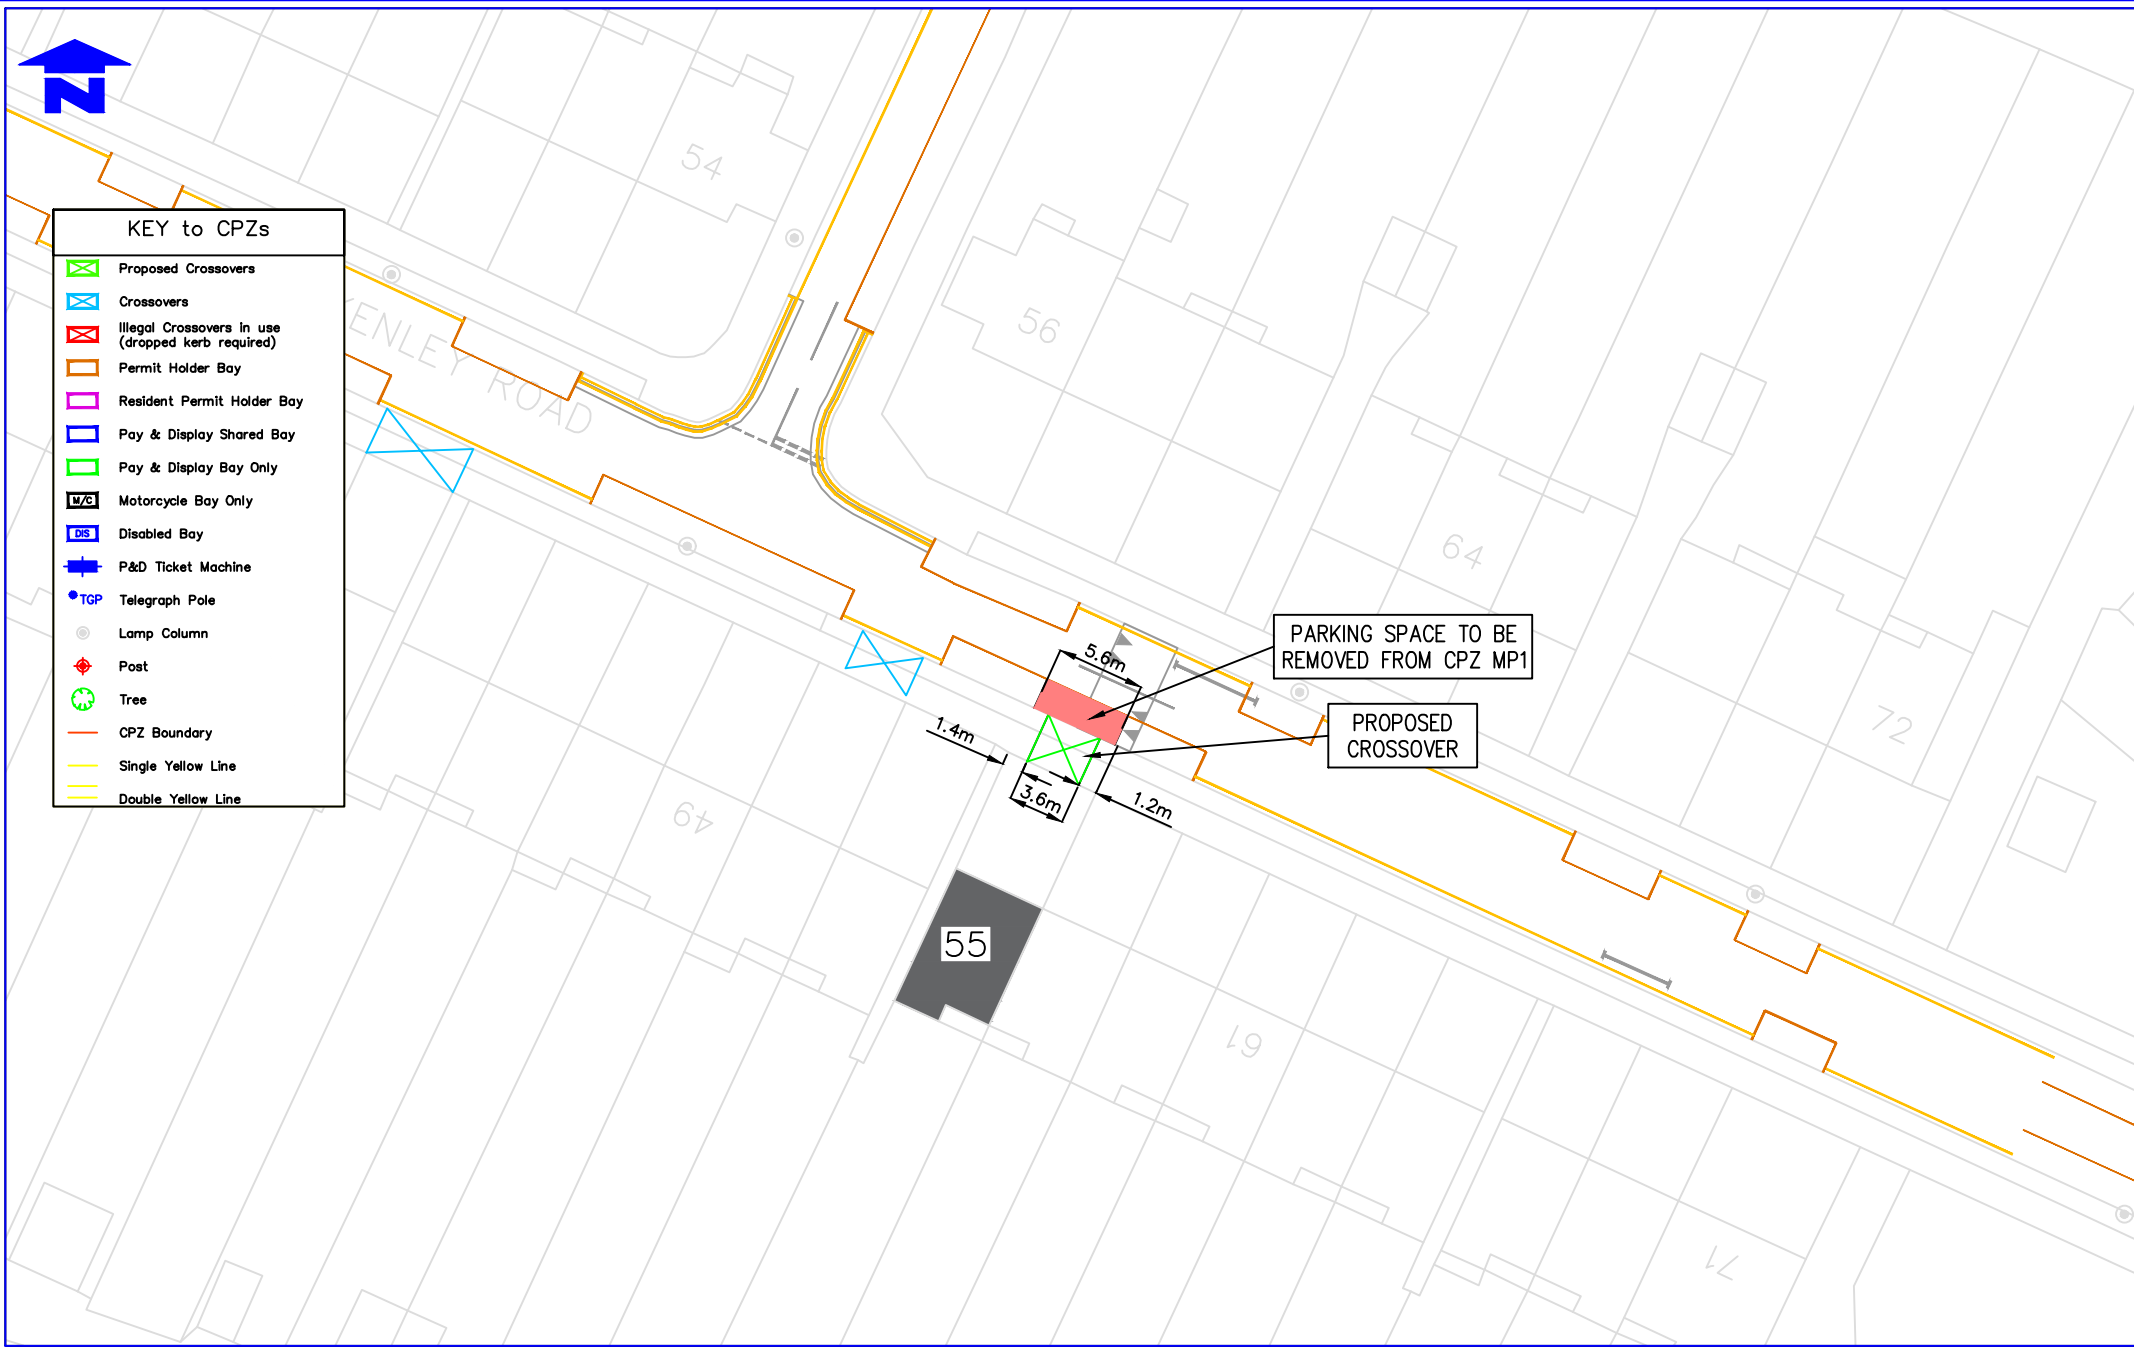 N
54
KEY to CPZs
Proposed Crossovers
Crossovers
Illegal Crossovers in use
(dropped kerb required)
Permit Holder Bay
Resident Permit Holder Bay
Pay & Display Shared Bay
Pay & Display Bay Only
M/C Motorcycle Bay Only
DIS Disabled Bay
P&D Ticket Machine
TGP Telegraph Pole
Lamp Column
Post
Tree
CPZ Boundary
Single Yellow Line
Double Yellow Line
ENLEY ROAD
56
64
72
PARKING SPACE TO BE
REMOVED FROM CPZ MP1
PROPOSED
CROSSOVER
5.6m
1.4m
3.6m
1.2m
49
55
61
71